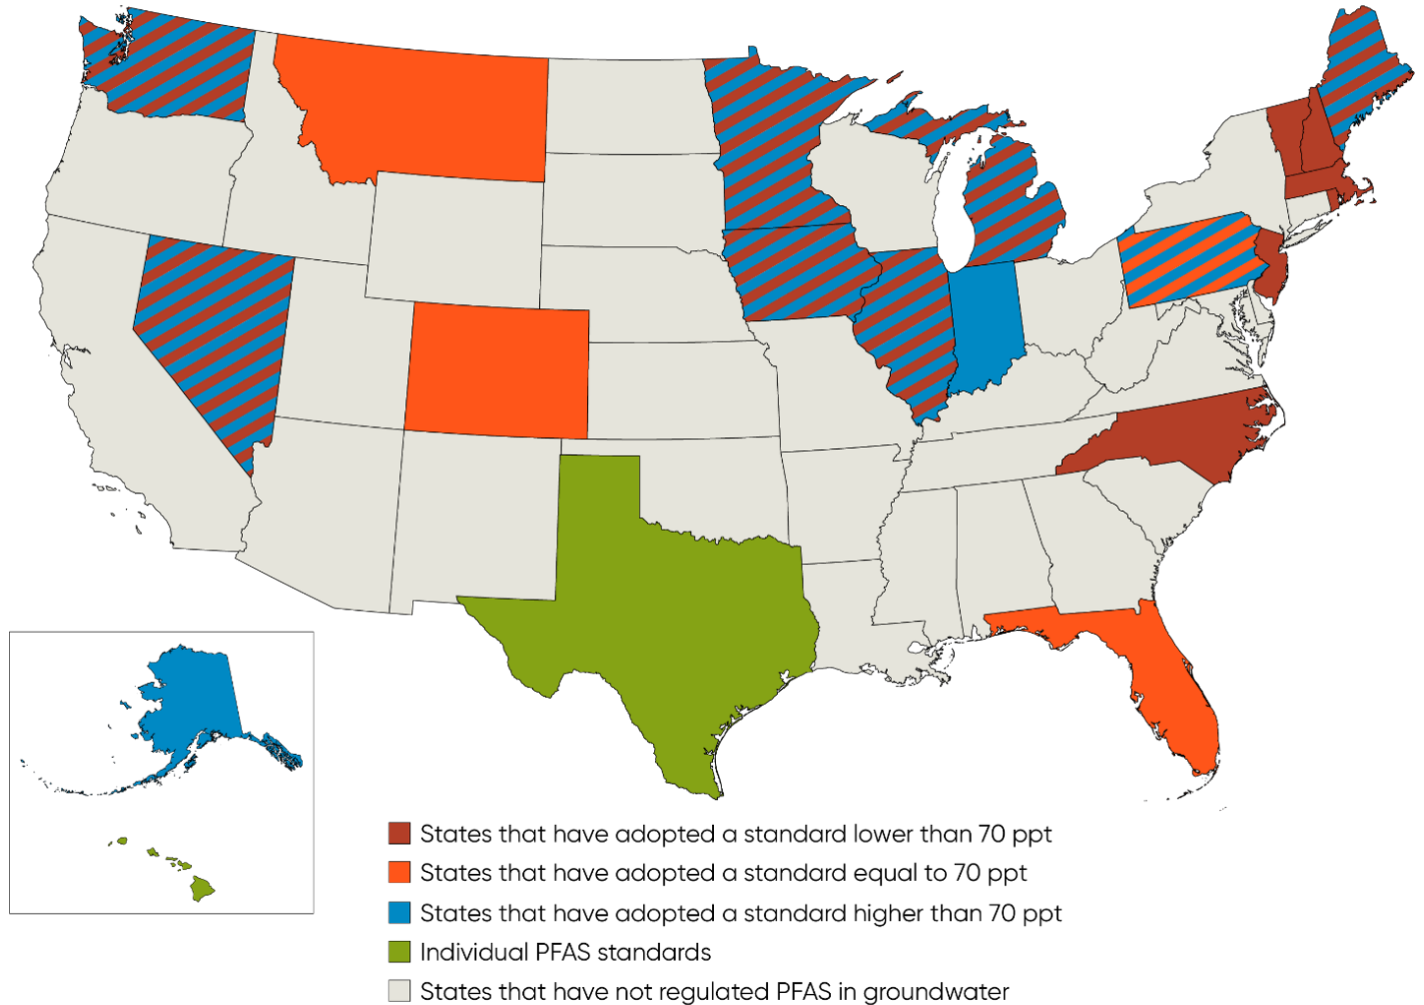 States that have adopted a standard lower than 70 ppt
States that have adopted a standard equal to 70 ppt
States that have adopted a standard higher than 70 ppt
Individual PFAS standards
States that have not regulated PFAS in groundwater